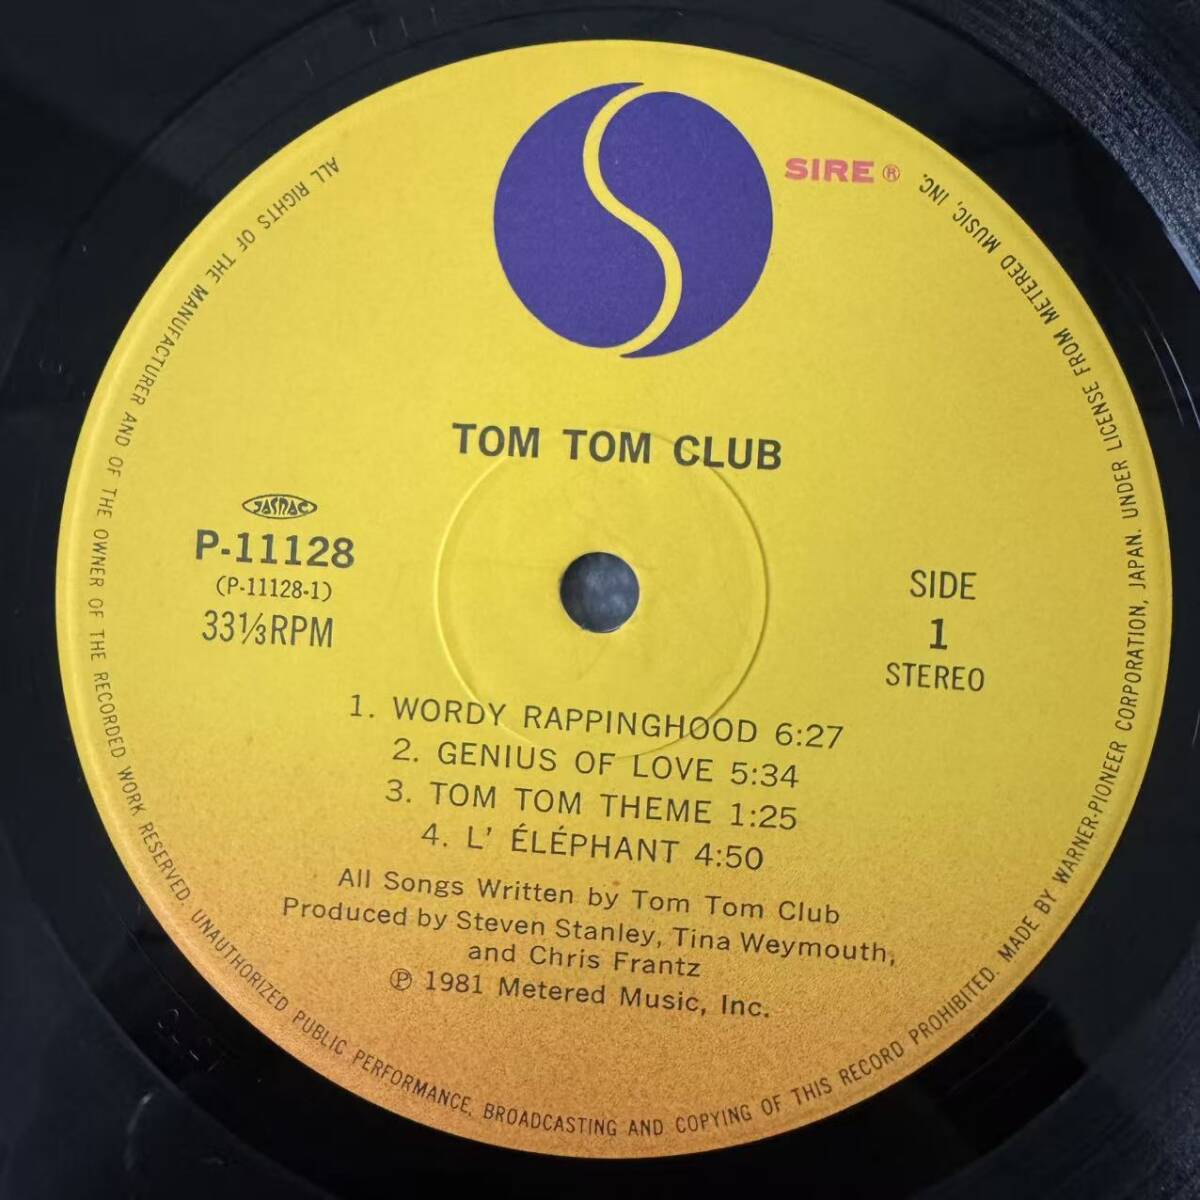 SIRE ®
TOM TOM CLUB
JASRAC
P-11128
(P-11128-1)
33⅓RPM
SIDE
1
STEREO
1. WORDY RAPPINGHOOD 6:27
2. GENIUS OF LOVE 5:34
3. TOM TOM THEME 1:25
4. L' ÉLÉPHANT 4:50
All Songs Written by Tom Tom Club
Produced by Steven Stanley, Tina Weymouth,
and Chris Frantz
℗ 1981 Metered Music, Inc.
ALL RIGHTS OF THE MANUFACTURER AND OF THE OWNER OF THE RECORDED WORK RESERVED. UNAUTHORIZED PUBLIC PERFORMANCE, BROADCASTING AND COPYING OF THIS RECORD PROHIBITED. MADE BY WARNER-PIONEER CORPORATION, JAPAN. UNDER LICENSE FROM METERED MUSIC, INC.